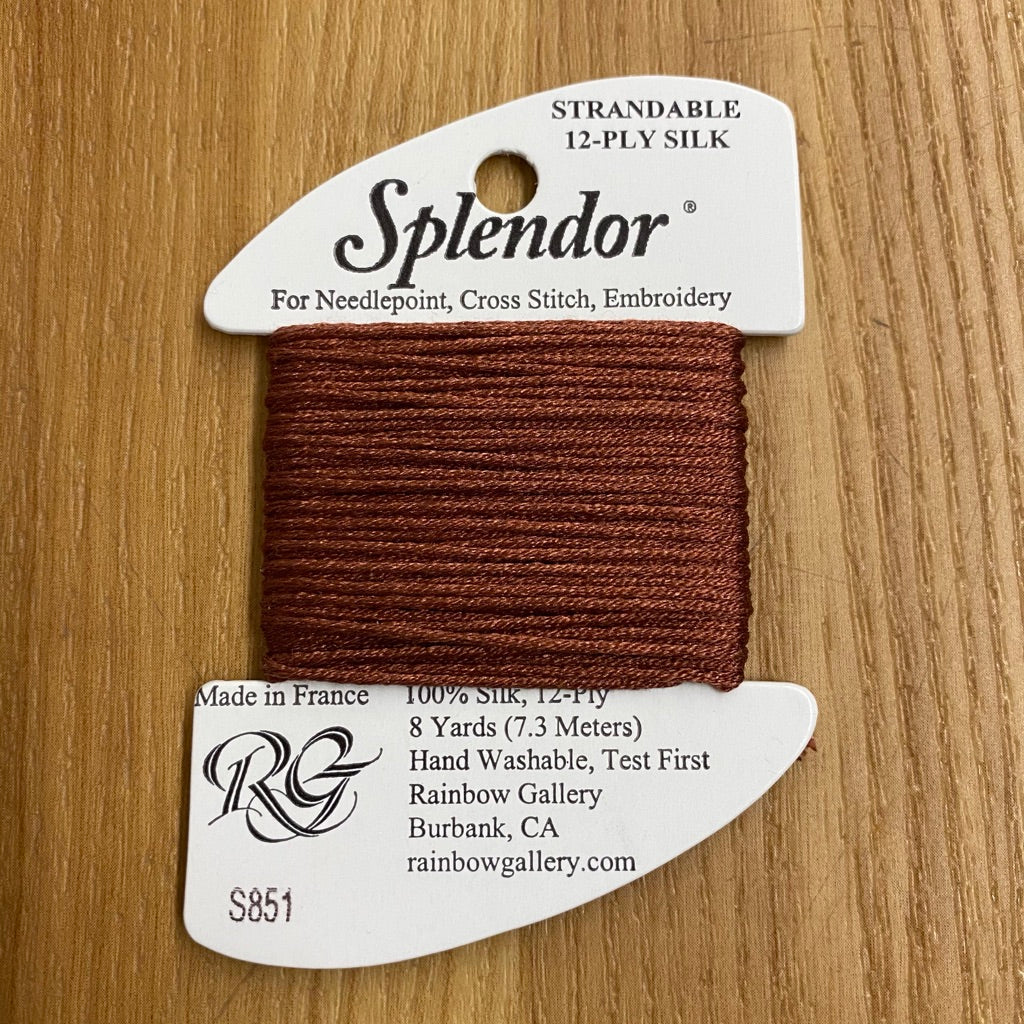 STRANDABLE
12-PLY SILK
Splendor ®
For Needlepoint, Cross Stitch, Embroidery
Made in France
100% Silk, 12-Ply
8 Yards (7.3 Meters)
Hand Washable, Test First
Rainbow Gallery
Burbank, CA
rainbowgallery.com
RG
S851